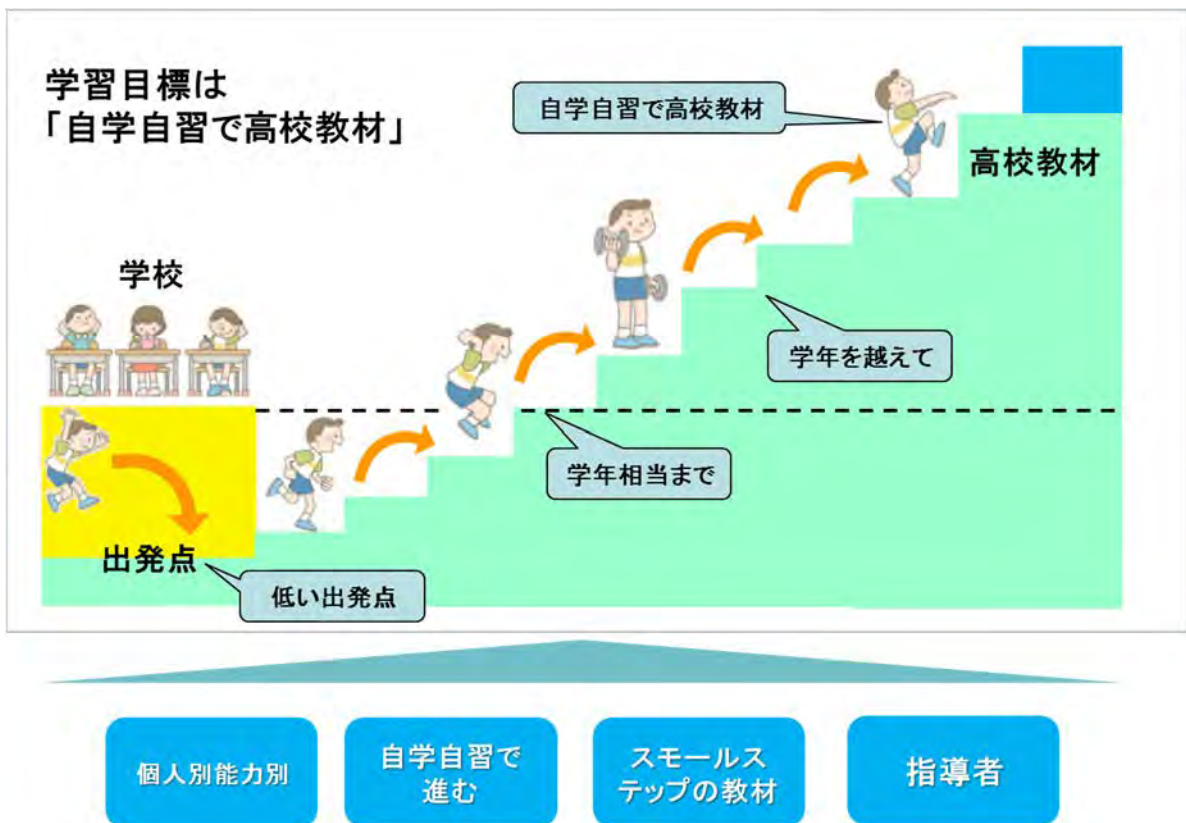 学習目標は
「自学自習で高校教材」
自学自習で高校教材
高校教材
学校
学年を越えて
学年相当まで
出発点
低い出発点
個人別能力別
自学自習で
進む
スモールス
テップの教材
指導者